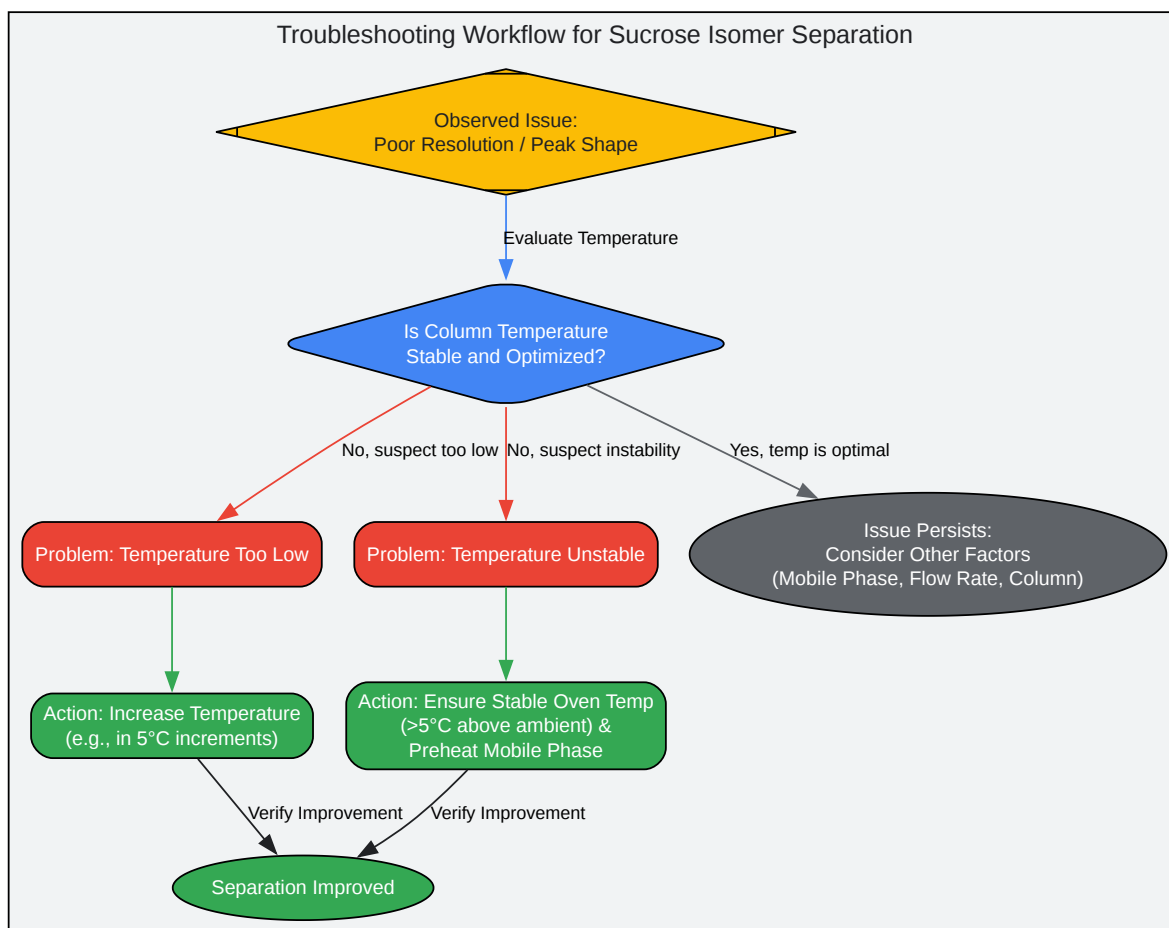 Troubleshooting Workflow for Sucrose Isomer Separation
Observed Issue:
Poor Resolution / Peak Shape
Evaluate Temperature
Is Column Temperature
Stable and Optimized?
No, suspect too low
No, suspect instability
Yes, temp is optimal
Problem: Temperature Too Low
Problem: Temperature Unstable
Issue Persists:
Consider Other Factors
(Mobile Phase, Flow Rate, Column)
Action: Increase Temperature
(e.g., in 5°C increments)
Action: Ensure Stable Oven Temp
(>5°C above ambient) &
Preheat Mobile Phase
Verify Improvement
Verify Improvement
Separation Improved